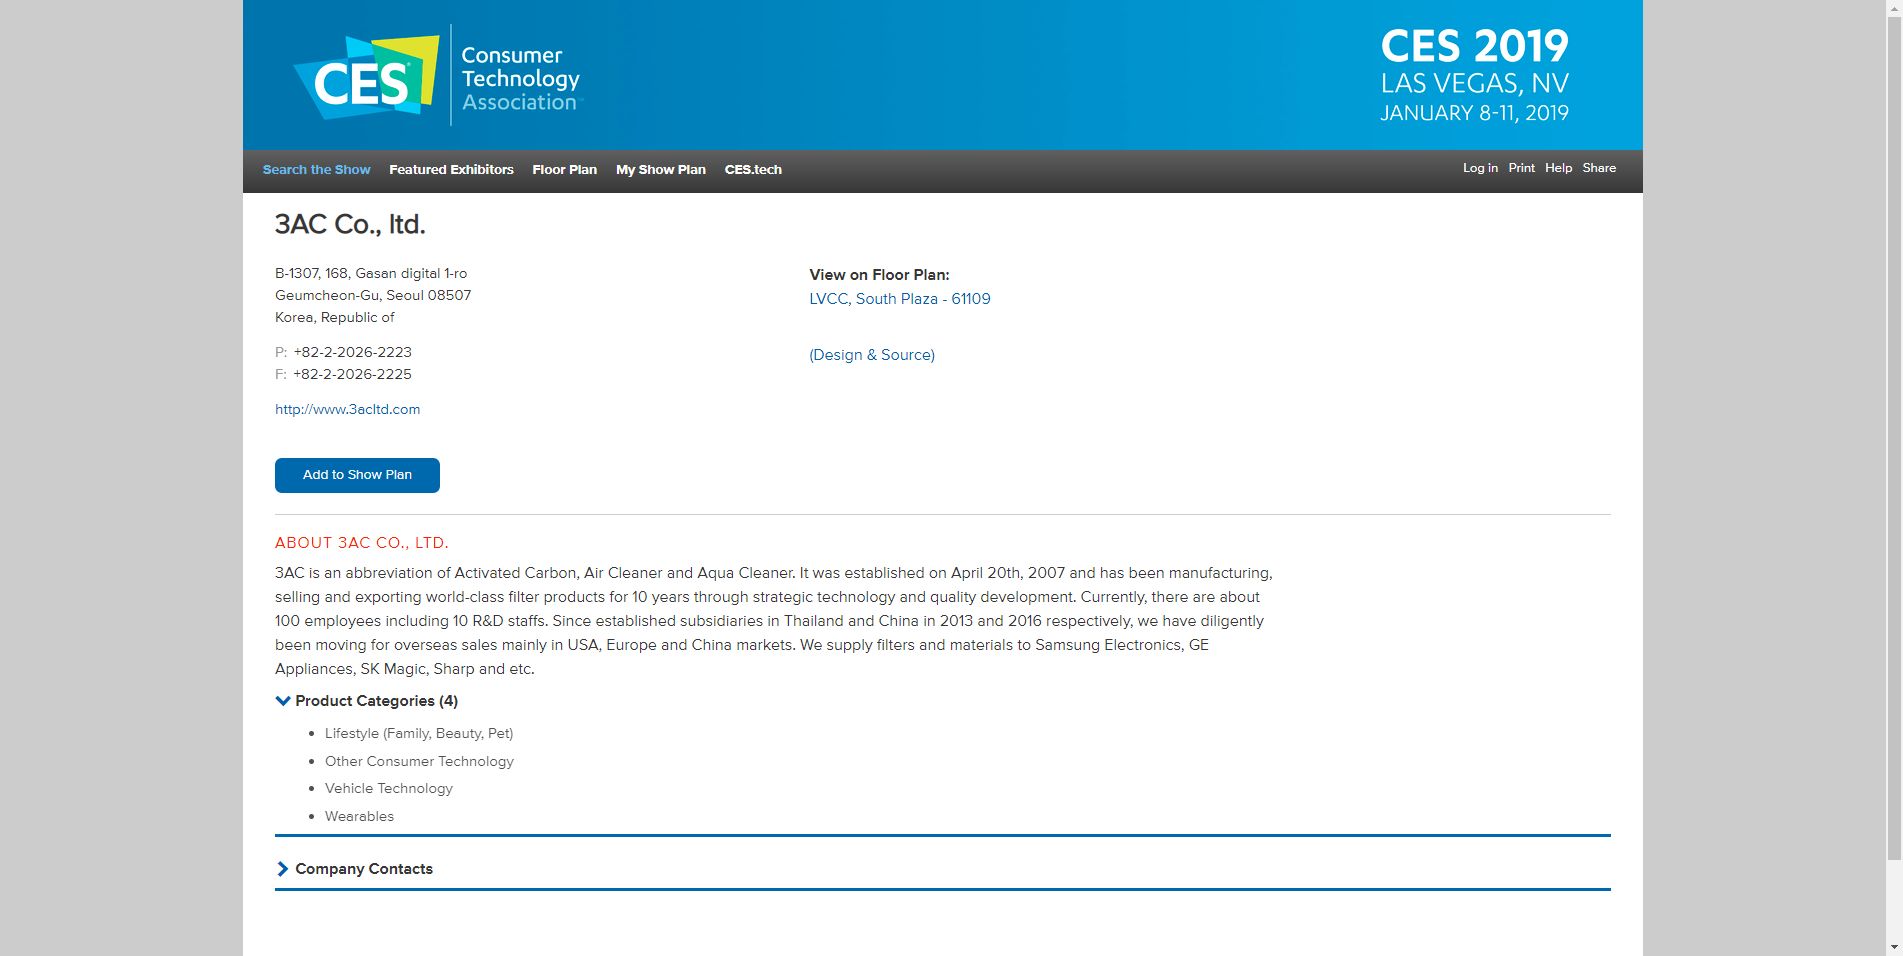 CES
Consumer
Technology
Association
CES 2019
LAS VEGAS, NV
JANUARY 8-11, 2019
Search the Show Featured Exhibitors Floor Plan My Show Plan CES.tech Log in Print Help Share
3AC Co., ltd.
B-1307, 168, Gasan digital 1-ro
Geumcheon-Gu, Seoul 08507
Korea, Republic of
P: +82-2-2026-2223
F: +82-2-2026-2225
http://www.3acltd.com
View on Floor Plan:
LVCC, South Plaza - 61109
(Design & Source)
Add to Show Plan
ABOUT 3AC CO., LTD.
3AC is an abbreviation of Activated Carbon, Air Cleaner and Aqua Cleaner. It was established on April 20th, 2007 and has been manufacturing,
selling and exporting world-class filter products for 10 years through strategic technology and quality development. Currently, there are about
100 employees including 10 R&D staffs. Since established subsidiaries in Thailand and China in 2013 and 2016 respectively, we have diligently
been moving for overseas sales mainly in USA, Europe and China markets. We supply filters and materials to Samsung Electronics, GE
Appliances, SK Magic, Sharp and etc.
Product Categories (4)
• Lifestyle (Family, Beauty, Pet)
• Other Consumer Technology
• Vehicle Technology
• Wearables
Company Contacts